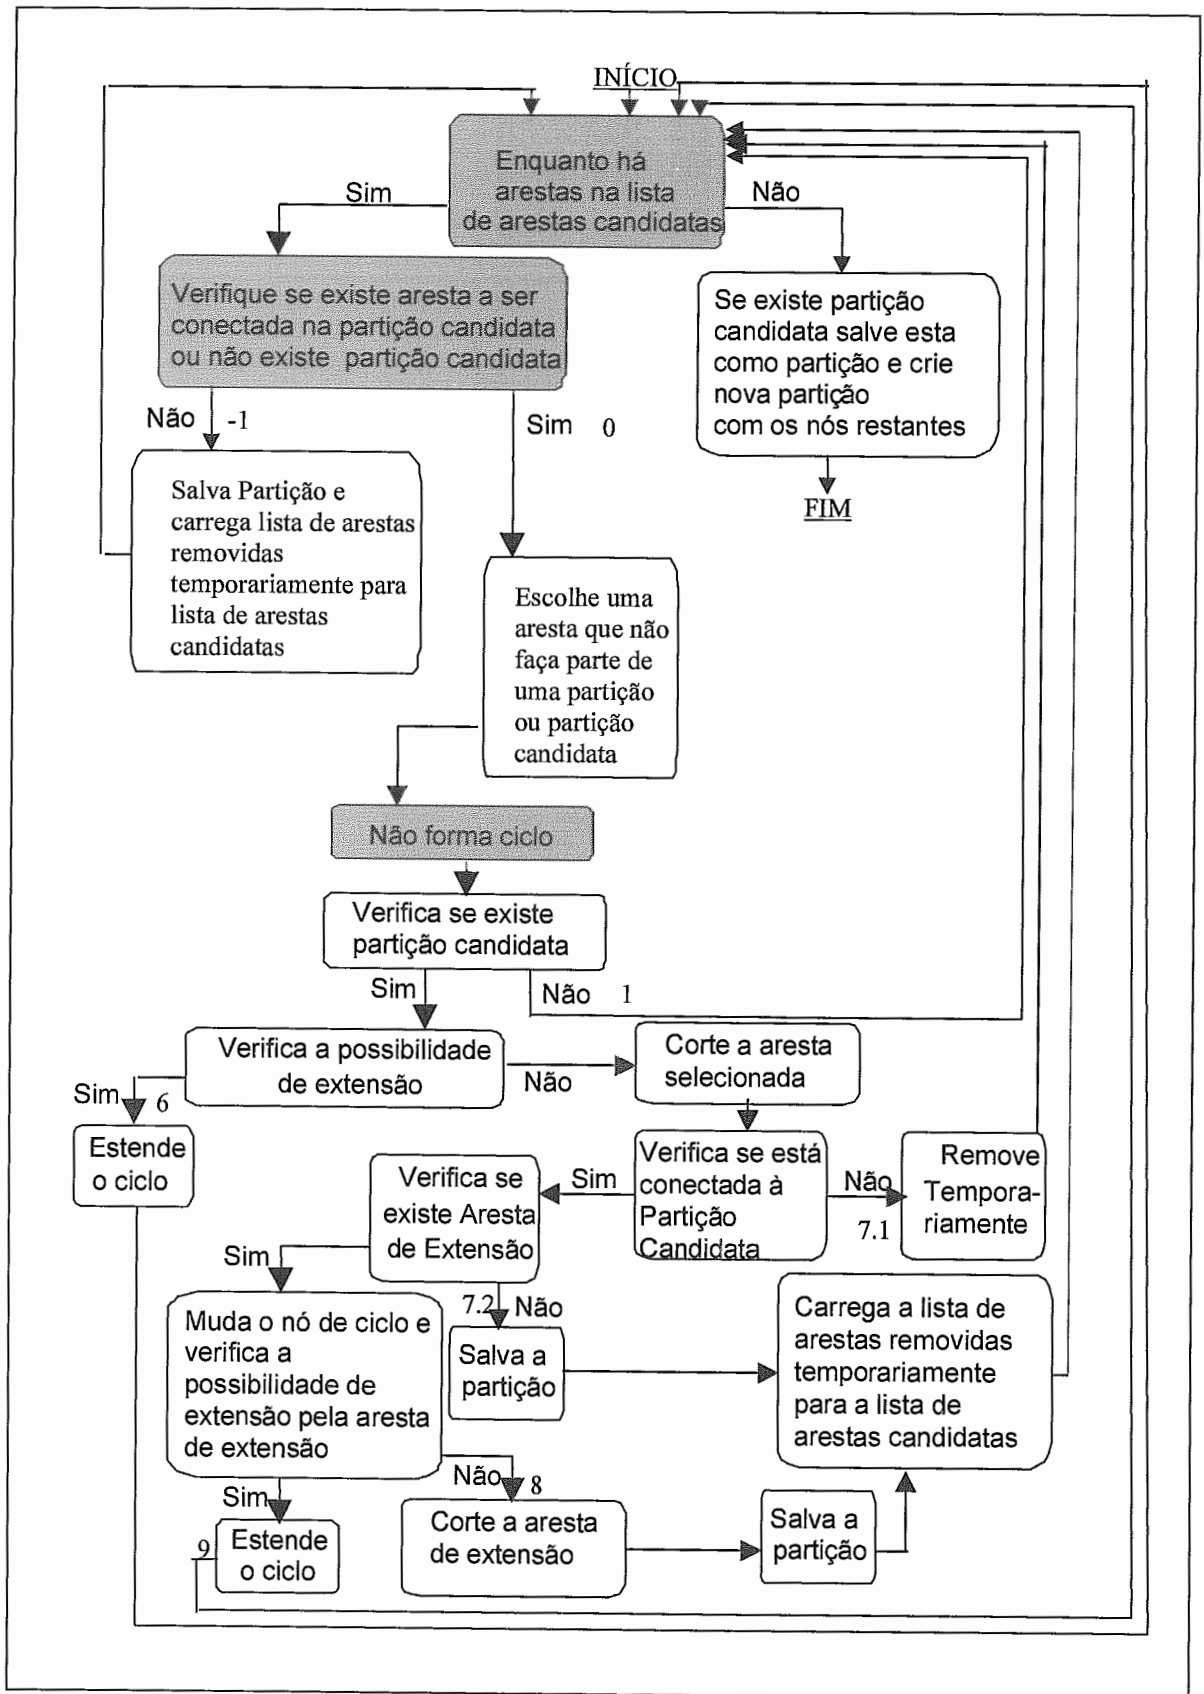 INÍCIO
Enquanto há
arestas na lista
de arestas candidatas
Sim
Não
Verifique se existe aresta a ser
conectada na partição candidata
ou não existe partição candidata
Se existe partição
candidata salve esta
como partição e crie
nova partição
com os nós restantes
FIM
Não -1
Sim 0
Salva Partição e
carrega lista de arestas
removidas
temporariamente para
lista de arestas
candidatas
Escolhe uma
aresta que não
faça parte de
uma partição
ou partição
candidata
Não forma ciclo
Verifica se existe
partição candidata
Sim
Não 1
Verifica a possibilidade
de extensão
Não
Corte a aresta
selecionada
Sim 6
Estende
o ciclo
Verifica se está
conectada à
Partição
Candidata
Sim
Não
7.1
Remove
Tempora-
riamente
Verifica se
existe Aresta
de Extensão
Sim
7.2 Não
Muda o nó de ciclo e
verifica a
possibilidade de
extensão pela aresta
de extensão
Salva a
partição
Carrega a lista de
arestas removidas
temporariamente
para a lista de
arestas candidatas
Não 8
Sim
9
Estende
o ciclo
Corte a aresta
de extensão
Salva a
partição